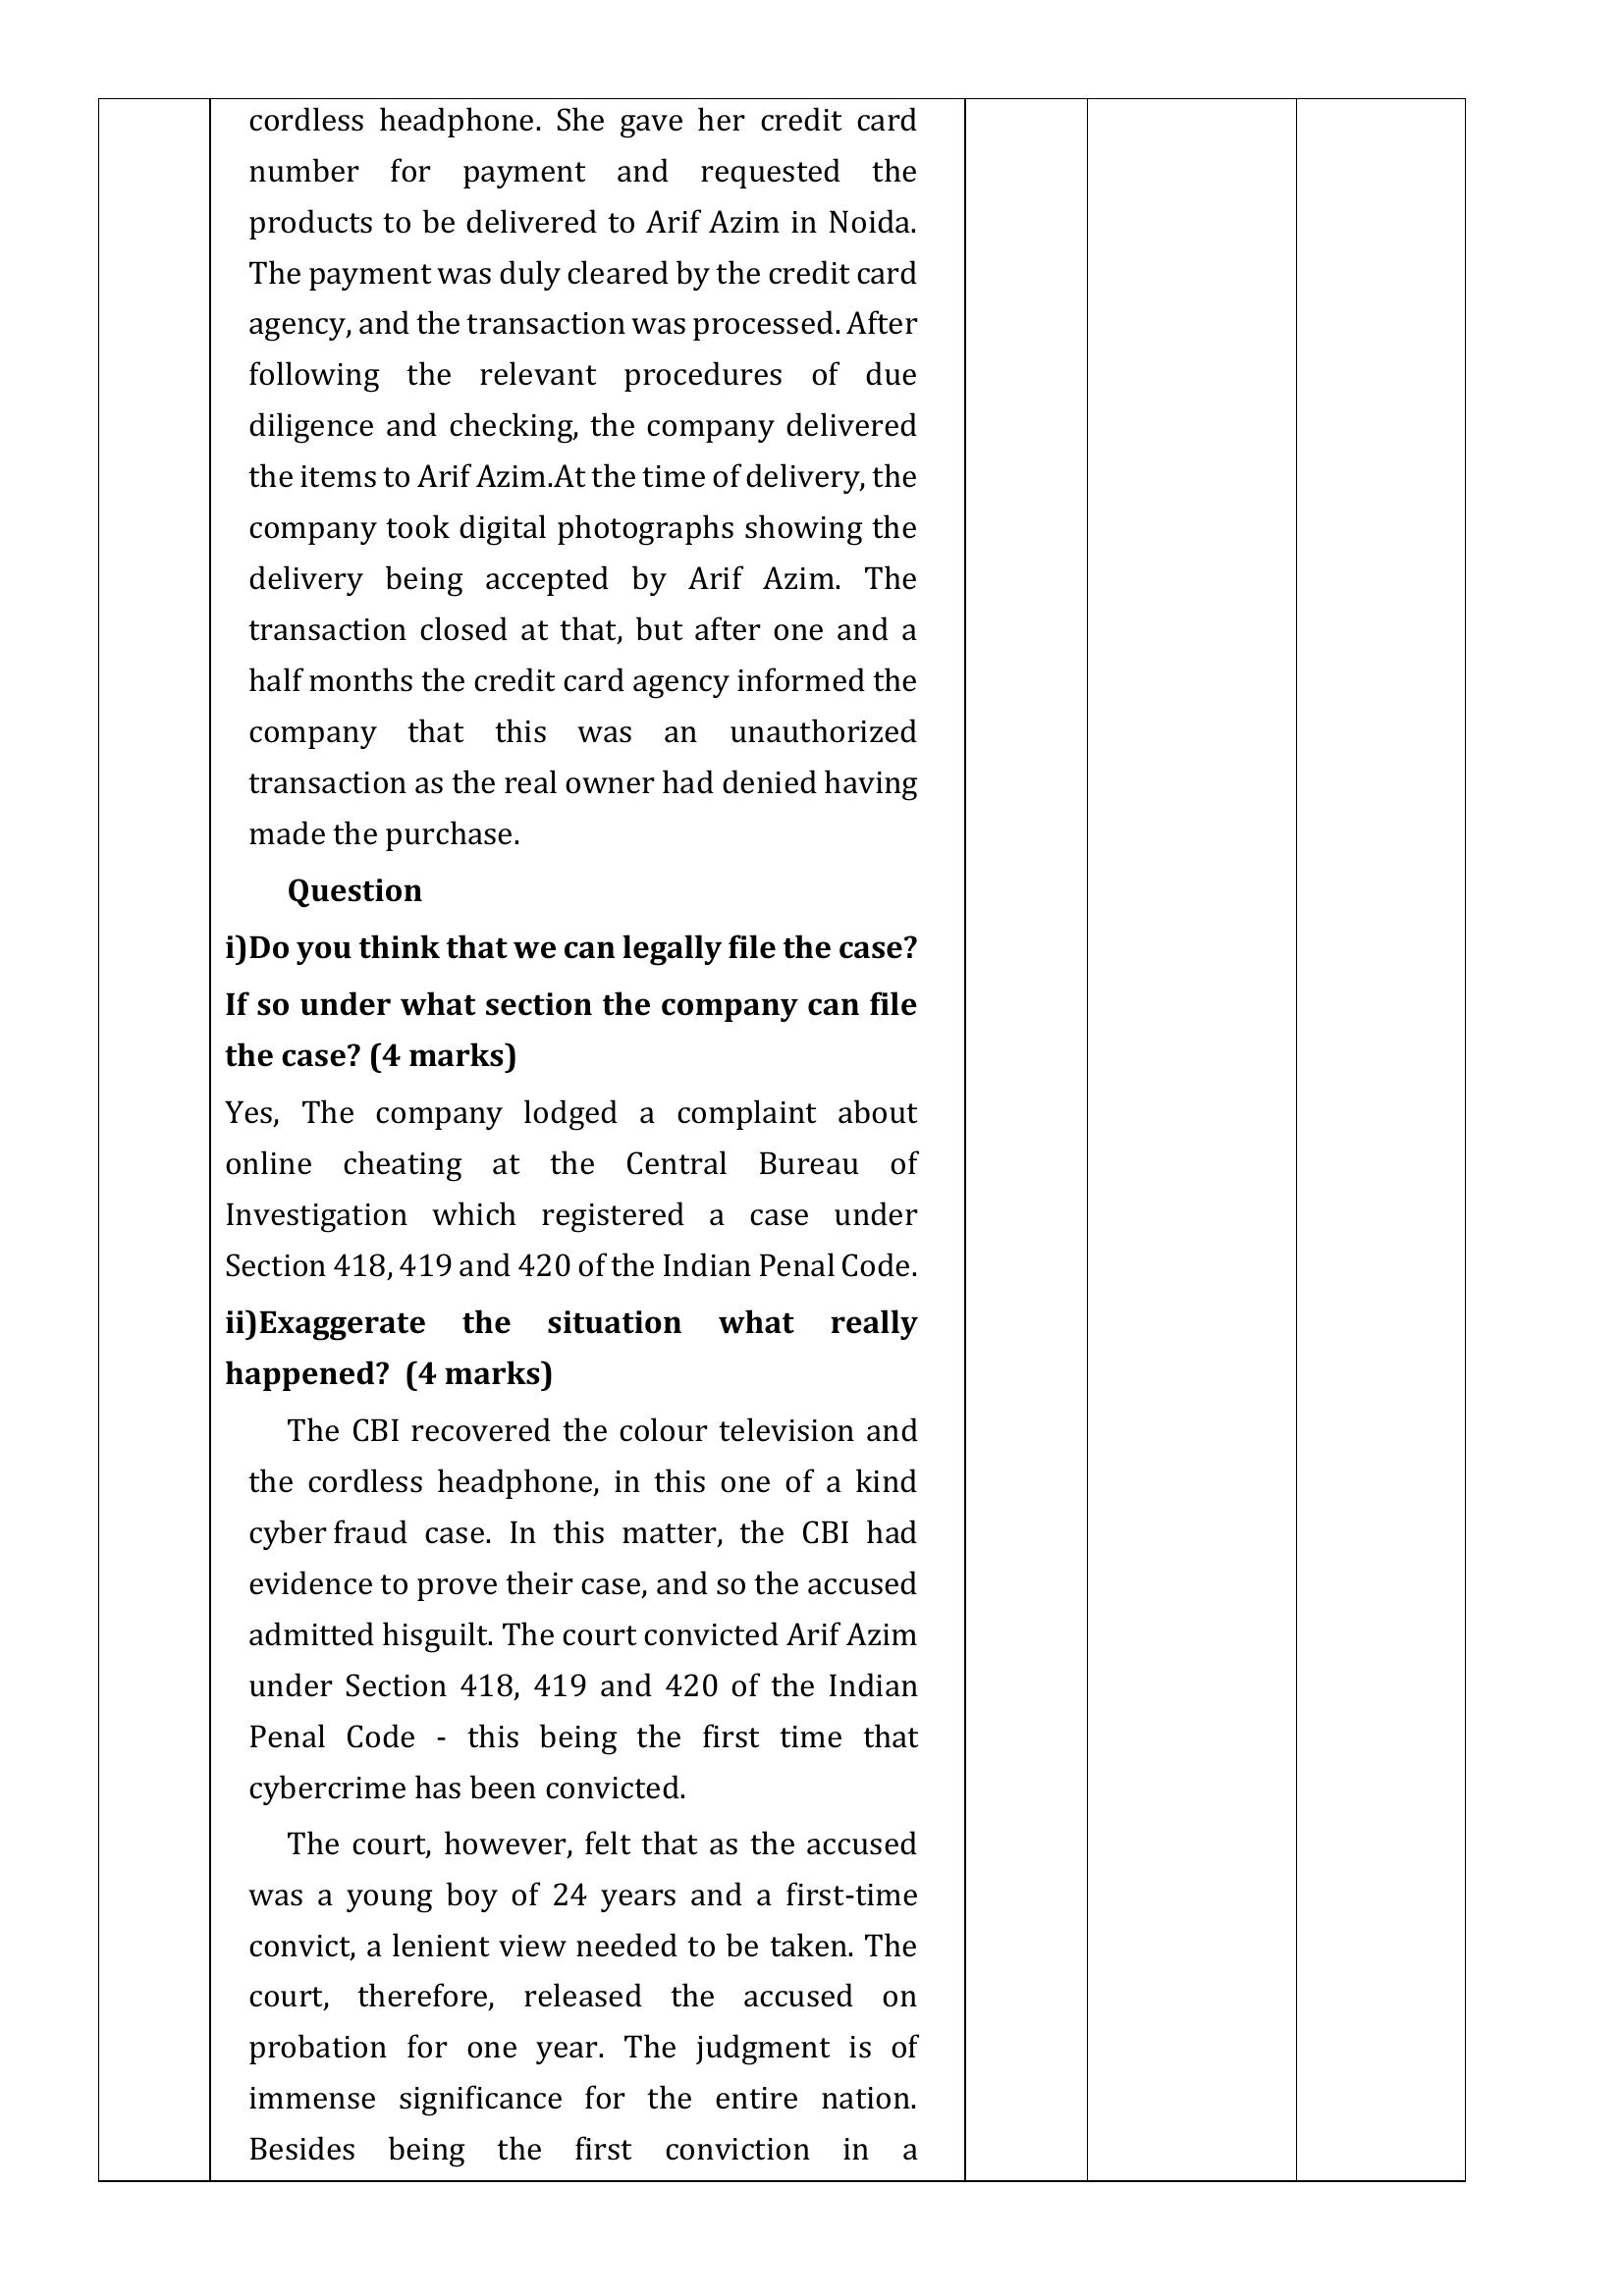 cordless headphone. She gave her credit card
number for payment and requested the
products to be delivered to Arif Azim in Noida.
The payment was duly cleared by the credit card
agency, and the transaction was processed. After
following the relevant procedures of due
diligence and checking, the company delivered
the items to Arif Azim.At the time of delivery, the
company took digital photographs showing the
delivery being accepted by Arif Azim. The
transaction closed at that, but after one and a
half months the credit card agency informed the
company that this was an unauthorized
transaction as the real owner had denied having
made the purchase.
Question
i)Do you think that we can legally file the case?
If so under what section the company can file
the case? (4 marks)
Yes, The company lodged a complaint about
online cheating at the Central Bureau of
Investigation which registered a case under
Section 418, 419 and 420 of the Indian Penal Code.
ii)Exaggerate the situation what really
happened? (4 marks)
The CBI recovered the colour television and
the cordless headphone, in this one of a kind
cyber fraud case. In this matter, the CBI had
evidence to prove their case, and so the accused
admitted hisguilt. The court convicted Arif Azim
under Section 418, 419 and 420 of the Indian
Penal Code - this being the first time that
cybercrime has been convicted.
The court, however, felt that as the accused
was a young boy of 24 years and a first-time
convict, a lenient view needed to be taken. The
court, therefore, released the accused on
probation for one year. The judgment is of
immense significance for the entire nation.
Besides being the first conviction in a